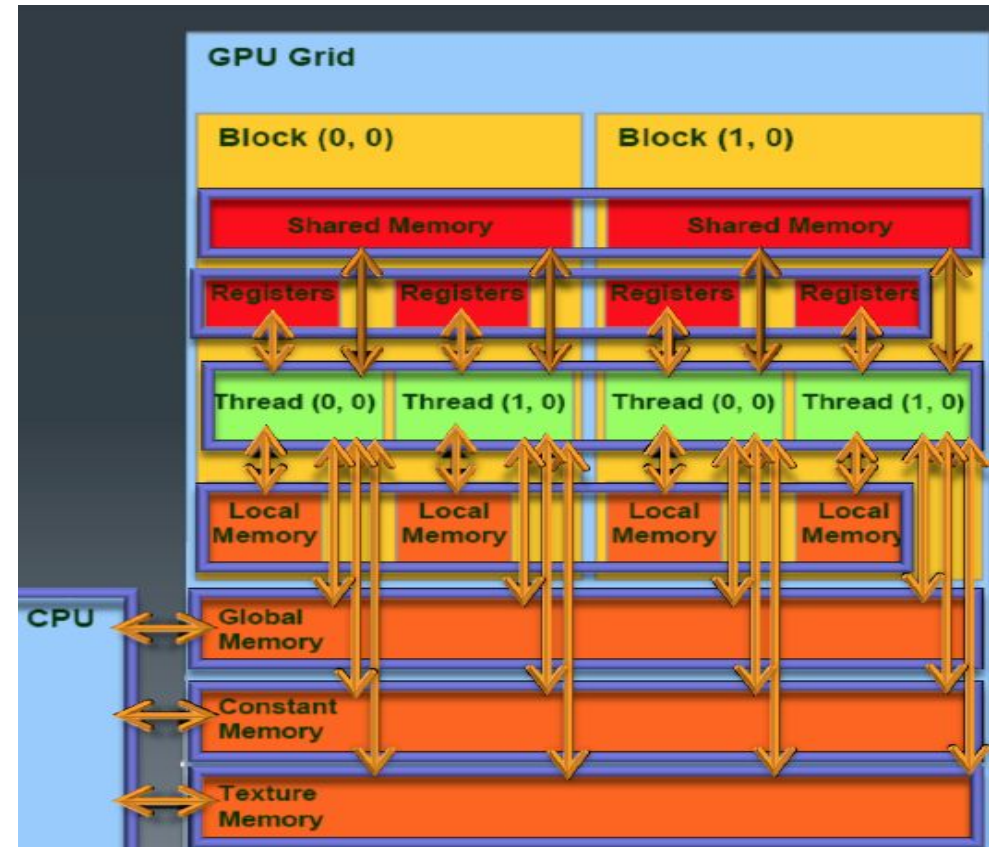 GPU Grid
Block (0, 0)
Block (1, 0)
Shared Memory
Shared Memory
Registers
Registers
Registers
Registers
Thread (0, 0)
Thread (1, 0)
Thread (0, 0)
Thread (1, 0)
Local
Memory
Local
Memory
Local
Memory
Local
Memory
CPU
Global
Memory
Constant
Memory
Texture
Memory